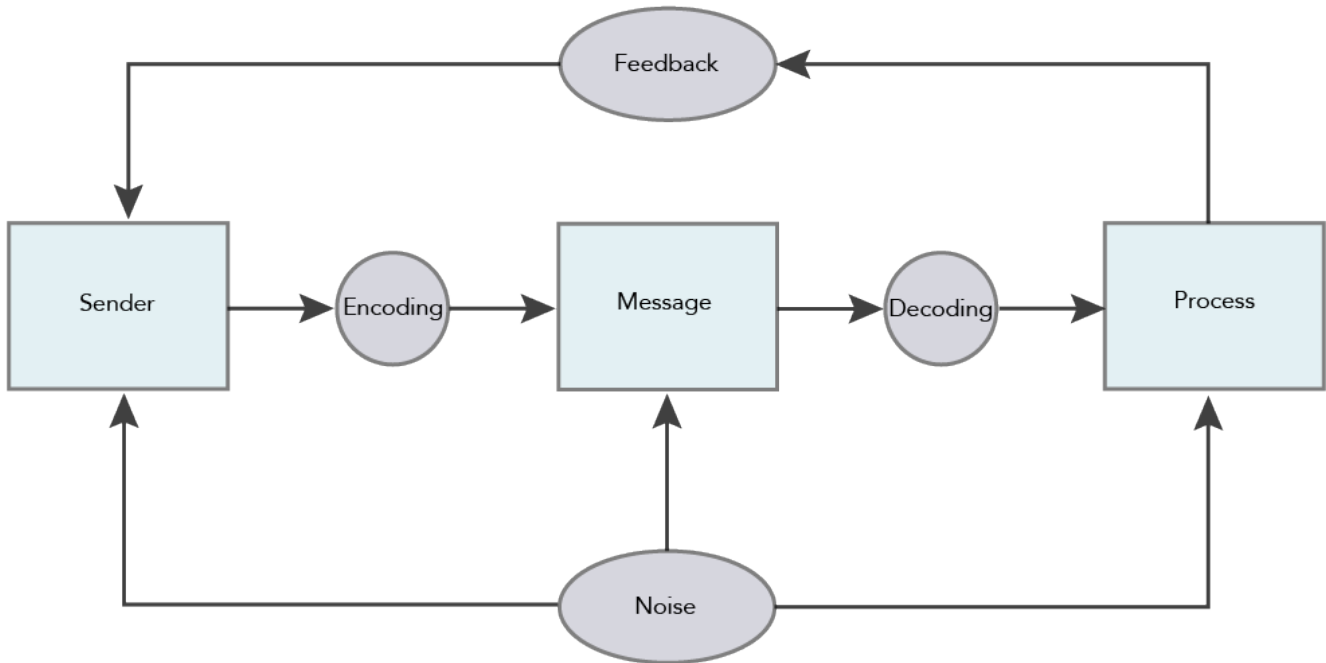 Feedback
Sender
Encoding
Message
Decoding
Process
Noise